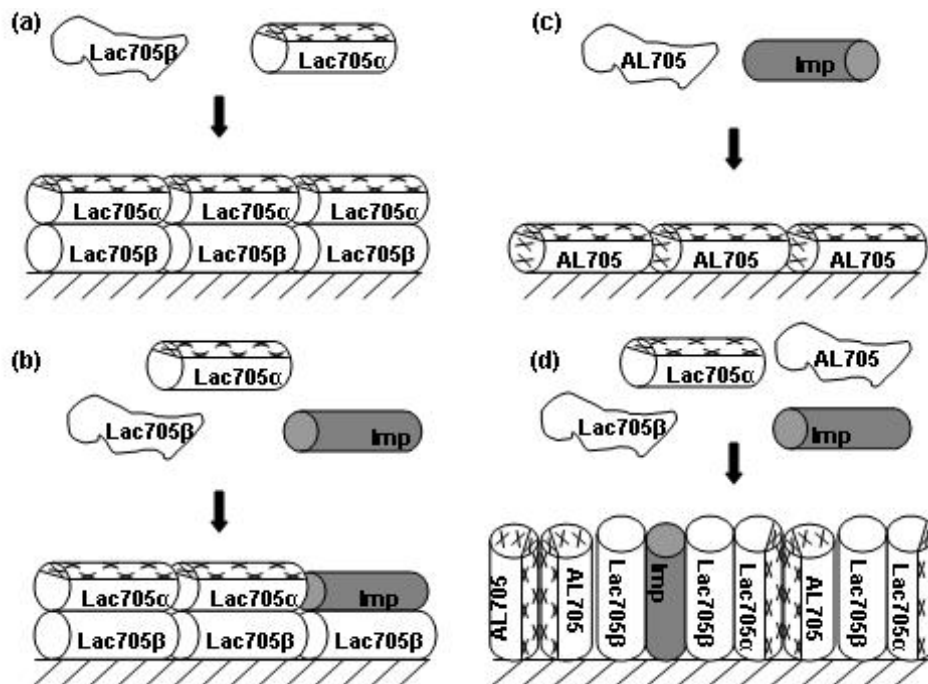 (a)
Lac705β
Lac705α
Lac705α Lac705α Lac705α
Lac705β Lac705β Lac705β
(b)
Lac705α
Lac705β
Imp
Lac705α Lac705α Imp
Lac705β Lac705β Lac705β
(c)
AL705
Imp
AL705 AL705 AL705
(d)
Lac705α
AL705
Lac705β
Imp
AL705 AL705 Lac705β Imp Lac705β Lac705α AL705 Lac705β Lac705α